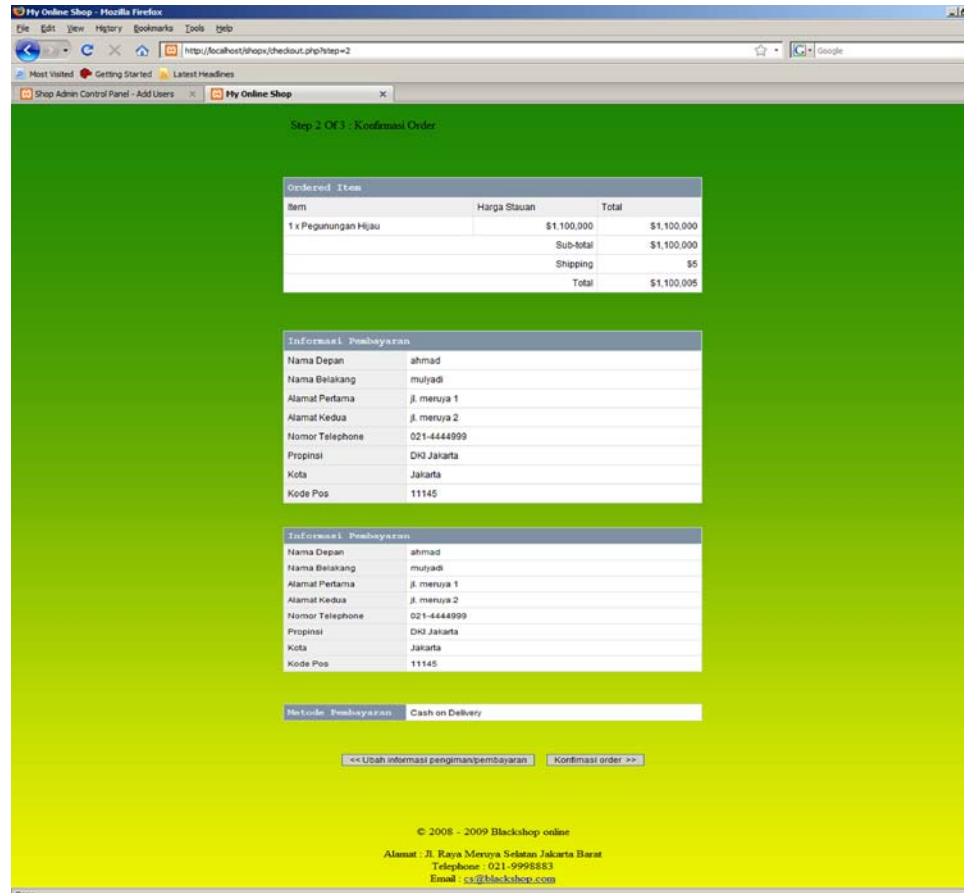 My Online Shop - Mozilla Firefox
File Edit View History Bookmarks Tools Help
http://localhost/shopx/checkout.php?step=2
Google
Most Visited Getting Started Latest Headlines
Shop Admin Control Panel - Add Users My Online Shop
Step 2 Of 3 : Konfirmasi Order
Ordered Item
Item Harga Stauan Total
1 x Pegunungan Hijau $1,100,000 $1,100,000
Sub-total $1,100,000
Shipping $5
Total $1,100,005
Informasi Pembayaran
Nama Depan ahmad
Nama Belakang mulyadi
Alamat Pertama jl. meruya 1
Alamat Kedua jl. meruya 2
Nomor Telephone 021-4444999
Propinsi DKI Jakarta
Kota Jakarta
Kode Pos 11145
Informasi Pembayaran
Nama Depan ahmad
Nama Belakang mulyadi
Alamat Pertama jl. meruya 1
Alamat Kedua jl. meruya 2
Nomor Telephone 021-4444999
Propinsi DKI Jakarta
Kota Jakarta
Kode Pos 11145
Metode Pembayaran Cash on Delivery
<< Ubah informasi pengiman/pembayaran Konfimasi order >>
© 2008 - 2009 Blackshop online
Alamat : Jl. Raya Meruya Selatan Jakarta Barat
Telephone : 021-9998883
Email : cs@blackshop.com